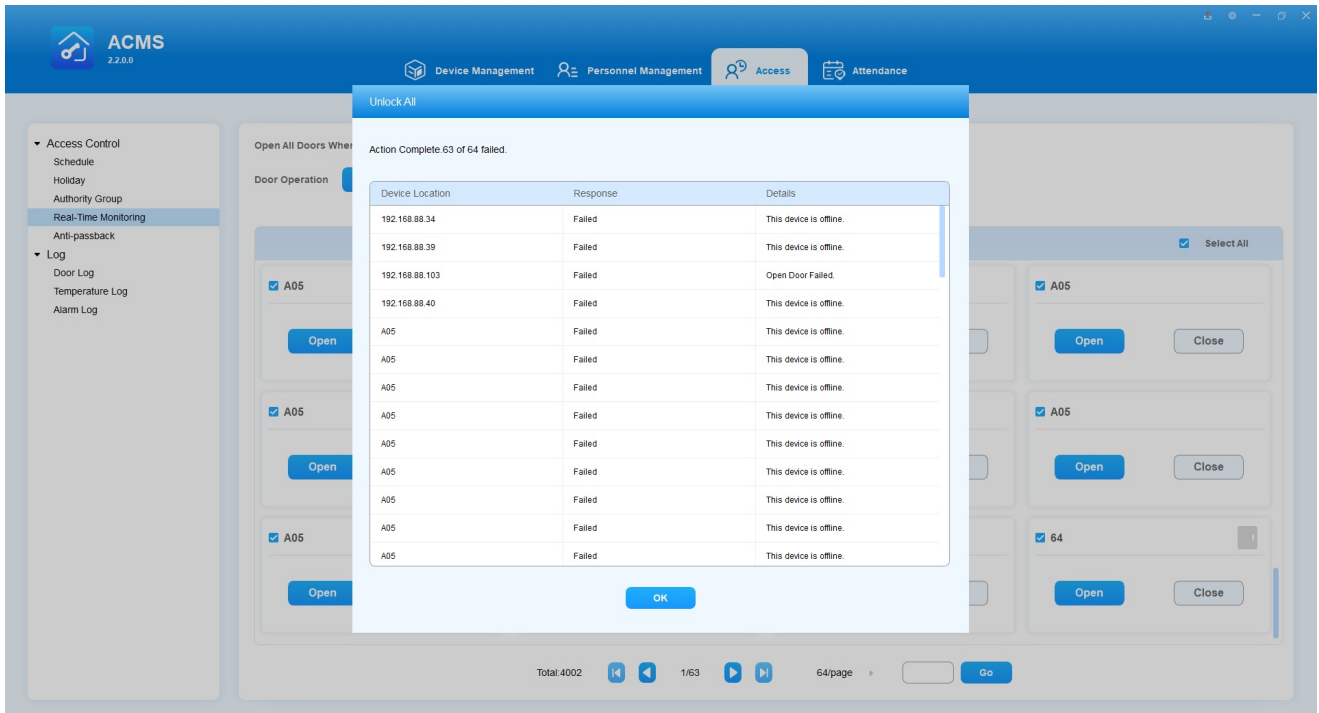 ACMS
2.2.0.0
Device Management
Personnel Management
Access
Attendance
Access Control
Schedule
Holiday
Authority Group
Real-Time Monitoring
Anti-passback
Log
Door Log
Temperature Log
Alarm Log
Open All Doors Wher
Door Operation
Select All
Unlock All
Action Complete.63 of 64 failed.
Device Location Response Details
192.168.88.34 Failed This device is offline.
192.168.88.39 Failed This device is offline.
192.168.88.103 Failed Open Door Failed.
192.168.88.40 Failed This device is offline.
A05 Failed This device is offline.
A05 Failed This device is offline.
A05 Failed This device is offline.
A05 Failed This device is offline.
A05 Failed This device is offline.
A05 Failed This device is offline.
A05 Failed This device is offline.
A05 Failed This device is offline.
A05 Failed This device is offline.
OK
A05 A05
Open Open Close
A05 A05
Open Open Close
A05 64
Open Open Close
Total:4002 1/63 64/page Go